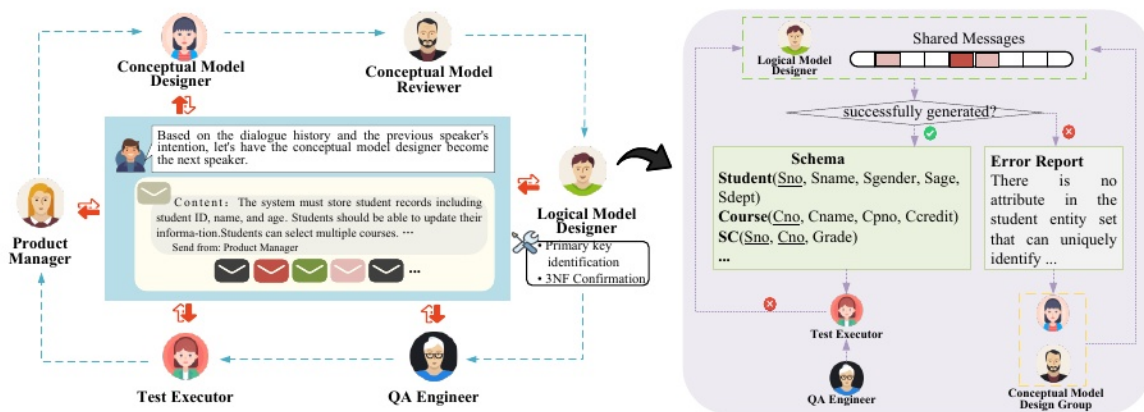 Conceptual Model
Designer
Conceptual Model
Reviewer
Based on the dialogue history and the previous speaker's
intention, let's have the conceptual model designer become
the next speaker.
Content: The system must store student records including
student ID, name, and age. Students should be able to update their
informa-tion.Students can select multiple courses. ...
Send from: Product Manager
...
Product
Manager
Logical Model
Designer
• Primary key
identification
• 3NF Confirmation
Test Executor
QA Engineer
Logical Model
Designer
Shared Messages
successfully generated?
Schema
Student(Sno, Sname, Sgender, Sage,
Sdept)
Course(Cno, Cname, Cpno, Ccredit)
SC(Sno, Cno, Grade)
...
Error Report
There is no
attribute in the
student entity set
that can uniquely
identify ...
Test Executor
QA Engineer
Conceptual Model
Design Group